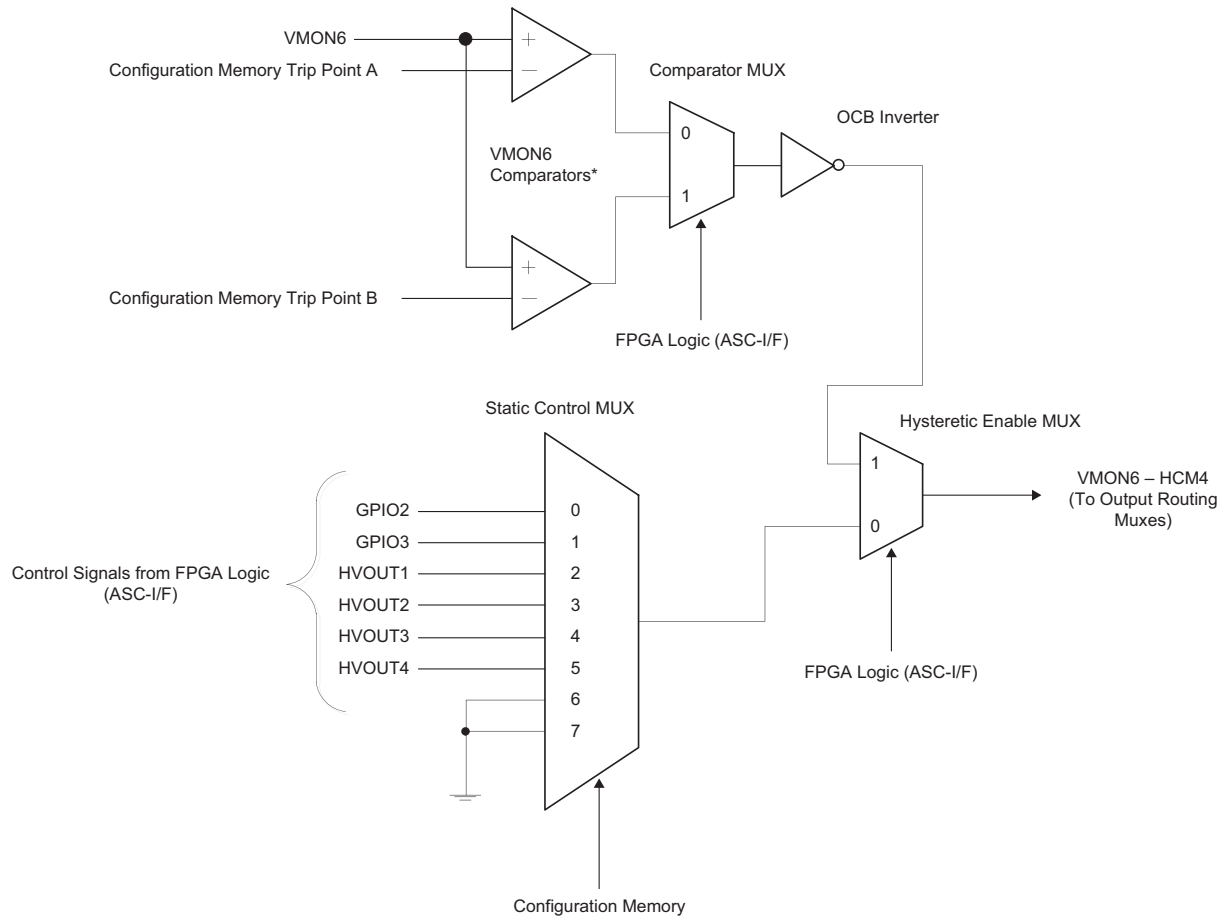 VMON6
+
Configuration Memory Trip Point A
−
Comparator MUX
OCB Inverter
0
VMON6
Comparators*
1
+
Configuration Memory Trip Point B
−
FPGA Logic (ASC-I/F)
Static Control MUX
Hysteretic Enable MUX
1
VMON6 – HCM4
(To Output Routing
Muxes)
0
GPIO2
0
GPIO3
1
HVOUT1
2
Control Signals from FPGA Logic
(ASC-I/F)
HVOUT2
3
HVOUT3
4
HVOUT4
5
6
7
FPGA Logic (ASC-I/F)
Configuration Memory